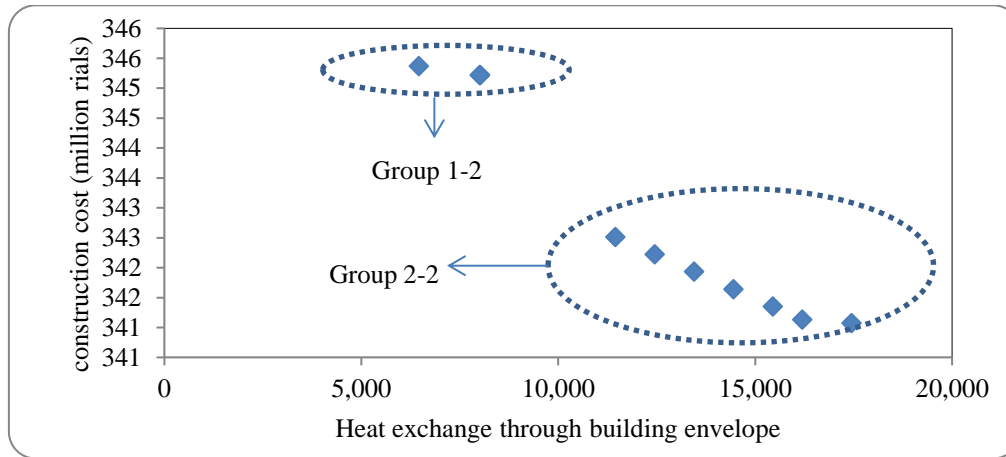 construction cost (million rials)
346
346
345
345
344
344
343
343
342
342
341
341
Group 1-2
Group 2-2
0 5,000 10,000 15,000 20,000
Heat exchange through building envelope